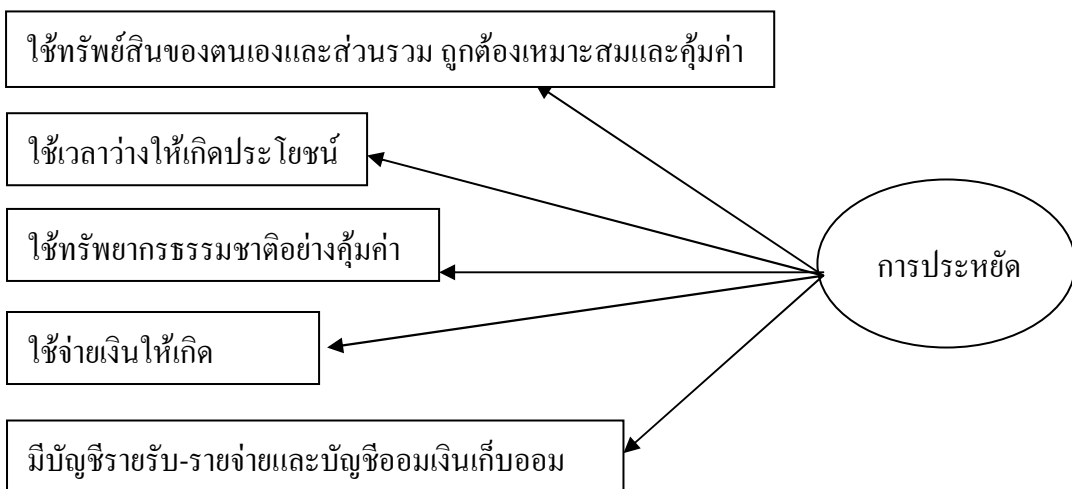 ใช้ทรัพย์สินของตนเองและส่วนรวม ถูกต้องเหมาะสมและคุ้มค่า
ใช้เวลาว่างให้เกิดประโยชน์
ใช้ทรัพยากรธรรมชาติอย่างคุ้มค่า
การประหยัด
ใช้จ่ายเงินให้เกิด
มีบัญชีรายรับ-รายจ่ายและบัญชีออมเงินเก็บออม